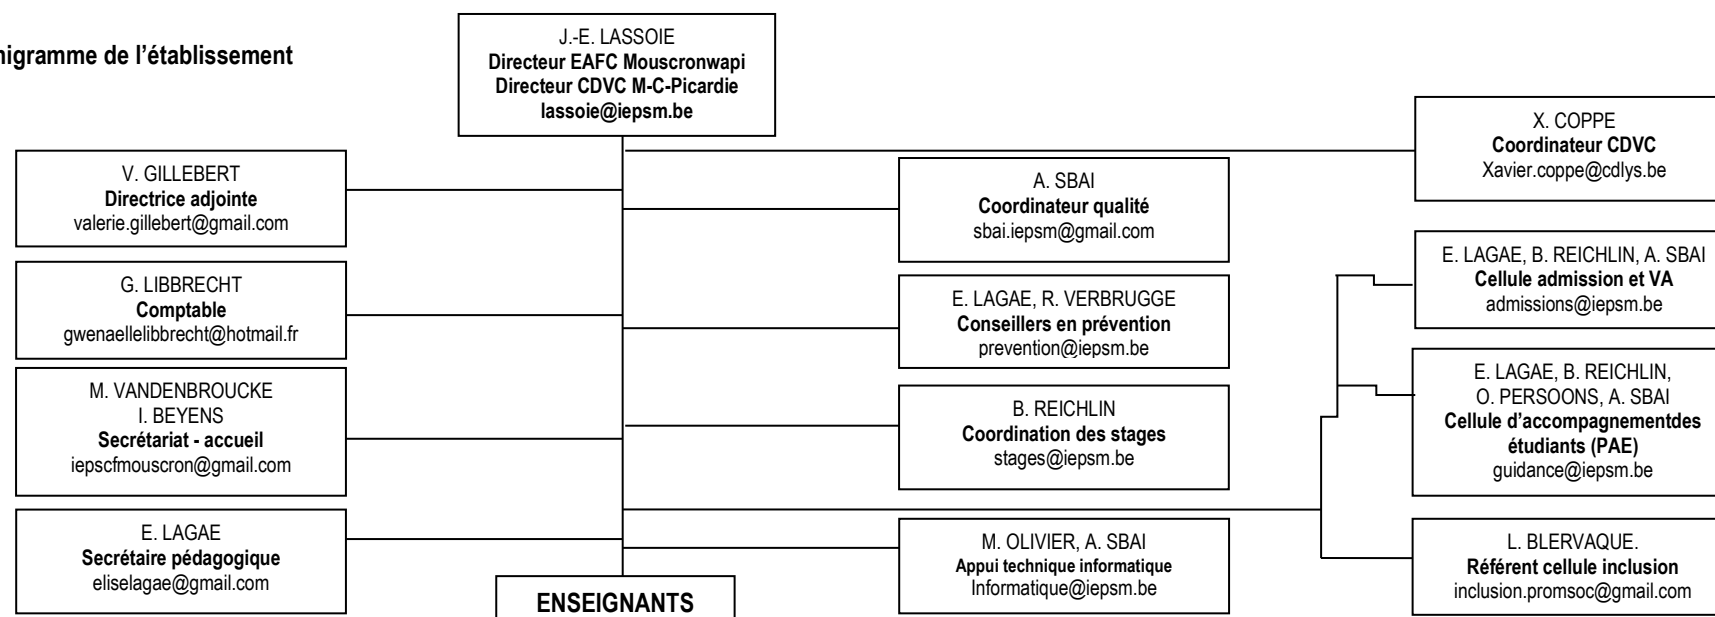 nigramme de l'établissement
J.-E. LASSOIE
Directeur EAFC Mouscronwapi
Directeur CDVC M-C-Picardie
lassoie@iepsm.be
X. COPPE
Coordinateur CDVC
Xavier.coppe@cdlys.be
V. GILLEBERT
Directrice adjointe
valerie.gillebert@gmail.com
A. SBAI
Coordinateur qualité
sbai.iepsm@gmail.com
E. LAGAE, B. REICHLIN, A. SBAI
Cellule admission et VA
admissions@iepsm.be
G. LIBBRECHT
Comptable
gwenaellelibbrecht@hotmail.fr
E. LAGAE, R. VERBRUGGE
Conseillers en prévention
prevention@iepsm.be
E. LAGAE, B. REICHLIN,
O. PERSOONS, A. SBAI
Cellule d'accompagnementdes
étudiants (PAE)
guidance@iepsm.be
M. VANDENBROUCKE
I. BEYENS
Secrétariat - accueil
iepscfmouscron@gmail.com
B. REICHLIN
Coordination des stages
stages@iepsm.be
E. LAGAE
Secrétaire pédagogique
eliselagae@gmail.com
M. OLIVIER, A. SBAI
Appui technique informatique
Informatique@iepsm.be
L. BLERVAQUE.
Référent cellule inclusion
inclusion.promsoc@gmail.com
ENSEIGNANTS